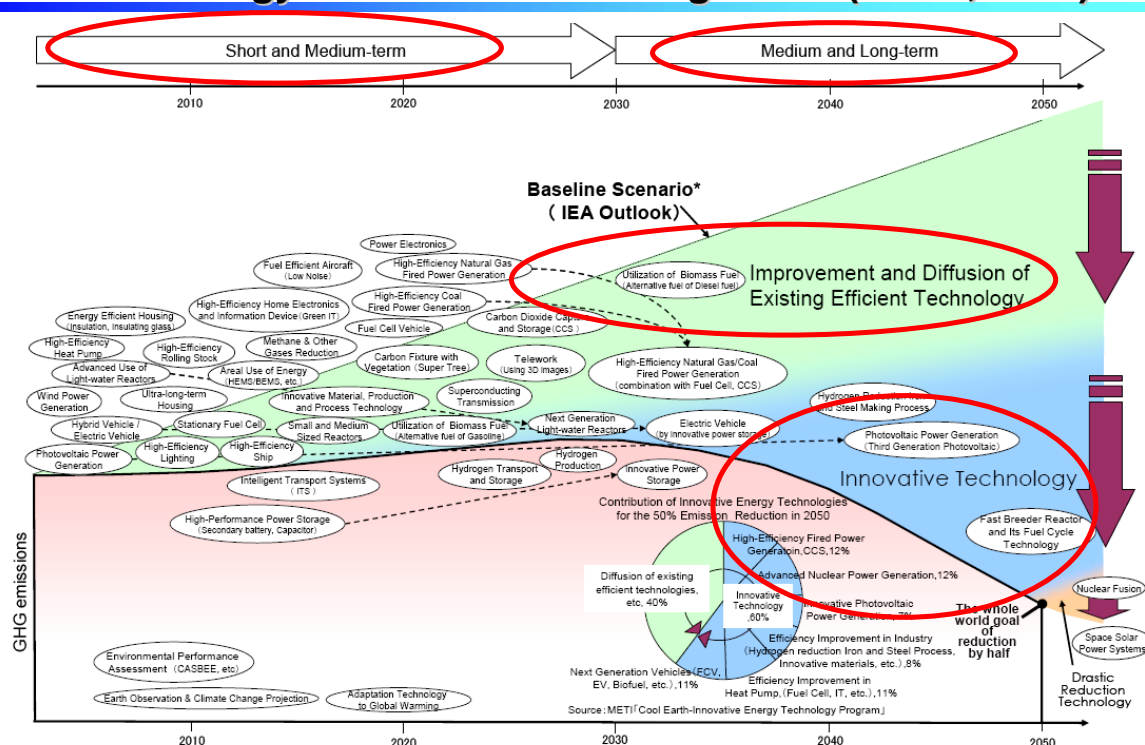 Short and Medium-term
Medium and Long-term
2010
2020
2030
2040
2050
Baseline Scenario*
( IEA Outlook)
Power Electronics
Fuel Efficient Aircraft
(Low Noise)
High-Efficiency Natural Gas
Fired Power Generation
Utilization of Biomass Fuel
(Alternative fuel of Diesel fuel)
Improvement and Diffusion of
Existing Efficient Technology
High-Efficiency Home Electronics
and Information Device(Green IT)
High-Efficiency Coal
Fired Power Generation
Energy Efficient Housing
(Insulation, Insulating glass)
Fuel Cell Vehicle
Carbon Dioxide
and Storage(CCS )
High-Efficiency
Heat Pump
High-Efficiency
Rolling Stock
Methane & Other
Gases Reduction
Carbon Fixture with
Vegetation (Super Tree)
Telework
(Using 3D images)
High-Efficiency Natural Gas/Coal
Fired Power Generation
(combination with Fuel Cell, CCS)
Advanced Use of
Light-water Reactors
Areal Use of Energy
(HEMS/BEMS, etc.)
Wind Power
Generation
Ultra-long-term
Housing
Innovative Material, Production
and Process Technology
Superconducting
Transmission
Hydrogen Reduction
and Steel Making Process
Hybrid Vehicle /
Electric Vehicle
Stationary Fuel Cell
Small and Medium
Sized Reactors
Utilization of Biomass Fuel
(Alternative fuel of Gasoline)
Next Generation
Light-water Reactors
Electric Vehicle
(by Innovative power storage)
Photovoltaic Power Generation
(Third Generation Photovoltaic)
Photovoltaic Power
Generation
High-Efficiency
Lighting
High-Efficiency
Ship
Hydrogen Transport
and Storage
Hydrogen
Production
Innovative Power
Storage
Innovative Technology
Intelligent Transport Systems
(ITS)
High-Performance Power Storage
(Secondary battery, Capacitor)
Contribution of Innovative Energy Technologies
for the 50% Emission Reduction in 2050
Fast Breeder Reactor
and Its Fuel Cycle
Technology
High-Efficiency Fired Power
Generatoin,CCS,12%
Diffusion of existing
efficient technologies,
etc, 40%
Innovative
Technology
,60%
Advanced Nuclear Power Generation,12%
Innovative Photovoltaic
Power Generation, 7%
Nuclear Fusion
The whole
world goal
of
reduction
by half
Efficiency Improvement in Industry
(Hydrogen reduction Iron and Steel Process,
Innovative materials, etc.),8%
Space Solar
Power Systems
Next Generation Vehicles(FCV,
EV, Biofuel, etc.),11%
Efficiency Improvement in
Heat Pump,(Fuel Cell, IT, etc.),11%
Drastic
Reduction
Technology
Environmental Performance
Assessment (CASBEE, etc)
Earth Observation & Climate Change Projection
Adaptation Technology
to Global Warming
Source:METI「Cool Earth-Innovative Energy Technology Program」
GHG emissions
2010
2020
2030
2040
2050